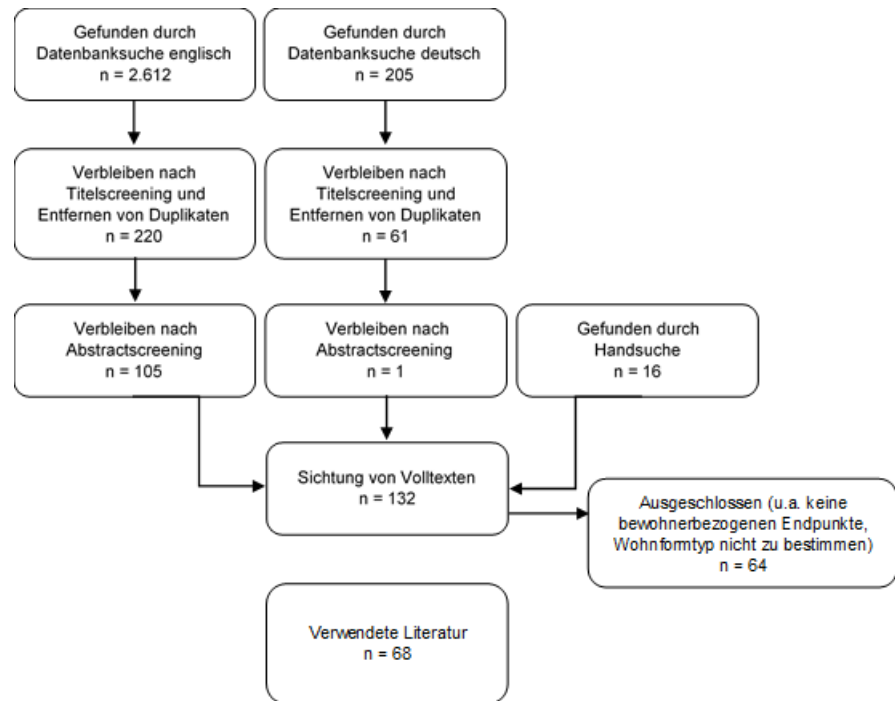 Gefunden durch
Datenbanksuche englisch
n = 2.612
Gefunden durch
Datenbanksuche deutsch
n = 205
Verbleiben nach
Titelscreening und
Entfernen von Duplikaten
n = 220
Verbleiben nach
Titelscreening und
Entfernen von Duplikaten
n = 61
Verbleiben nach
Abstractscreening
n = 105
Verbleiben nach
Abstractscreening
n = 1
Gefunden durch
Handsuche
n = 16
Sichtung von Volltexten
n = 132
Ausgeschlossen (u.a. keine
bewohnerbezogenen Endpunkte,
Wohnformtyp nicht zu bestimmen)
n = 64
Verwendete Literatur
n = 68